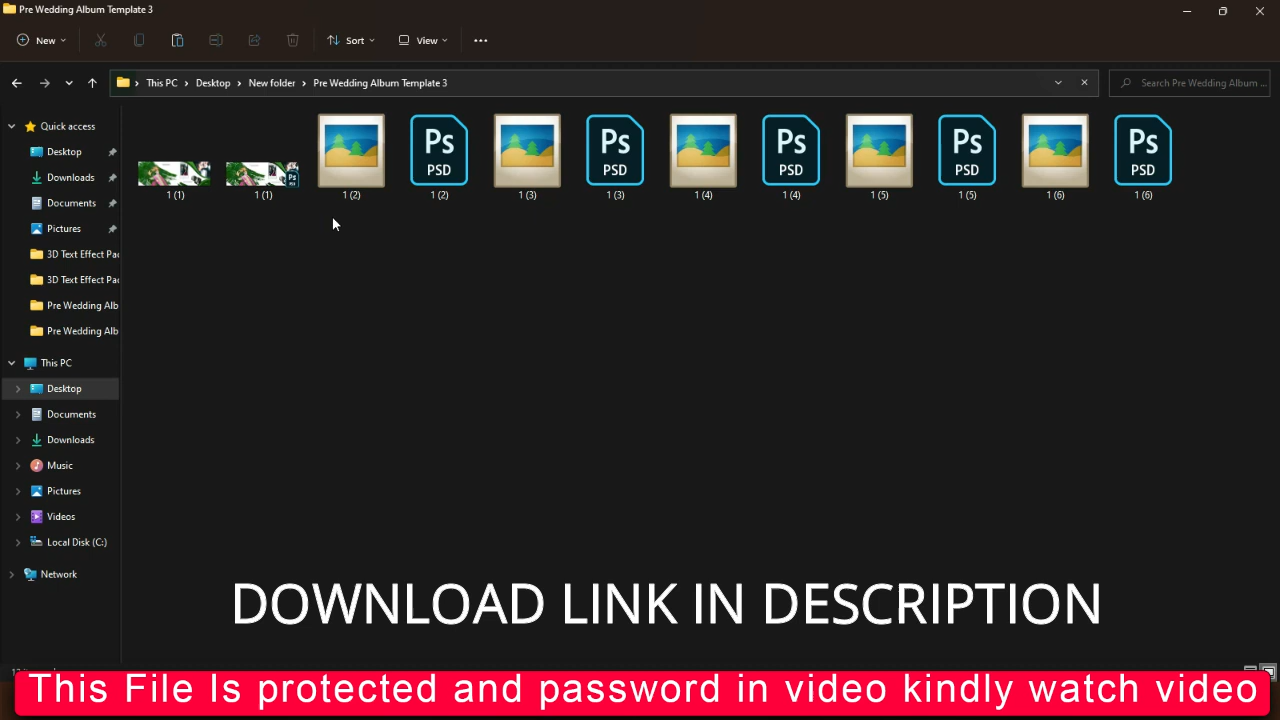 Pre Wedding Album Template 3
New
Sort
View
This PC
Desktop
New folder
Pre Wedding Album Template 3
Search Pre Wedding Album ...
Quick access
Desktop
Downloads
Documents
Pictures
3D Text Effect Pac
3D Text Effect Pac
Pre Wedding Alb
Pre Wedding Alb
This PC
Desktop
Documents
Downloads
Music
Pictures
Videos
Local Disk (C:)
Network
Ps
Ps PSD
Ps PSD
Ps PSD
Ps PSD
Ps PSD
1 (1)
1 (1)
1 (2)
1 (2)
1 (3)
1 (3)
1 (4)
1 (4)
1 (5)
1 (5)
1 (6)
1 (6)
DOWNLOAD LINK IN DESCRIPTION
This File Is protected and password in video kindly watch video